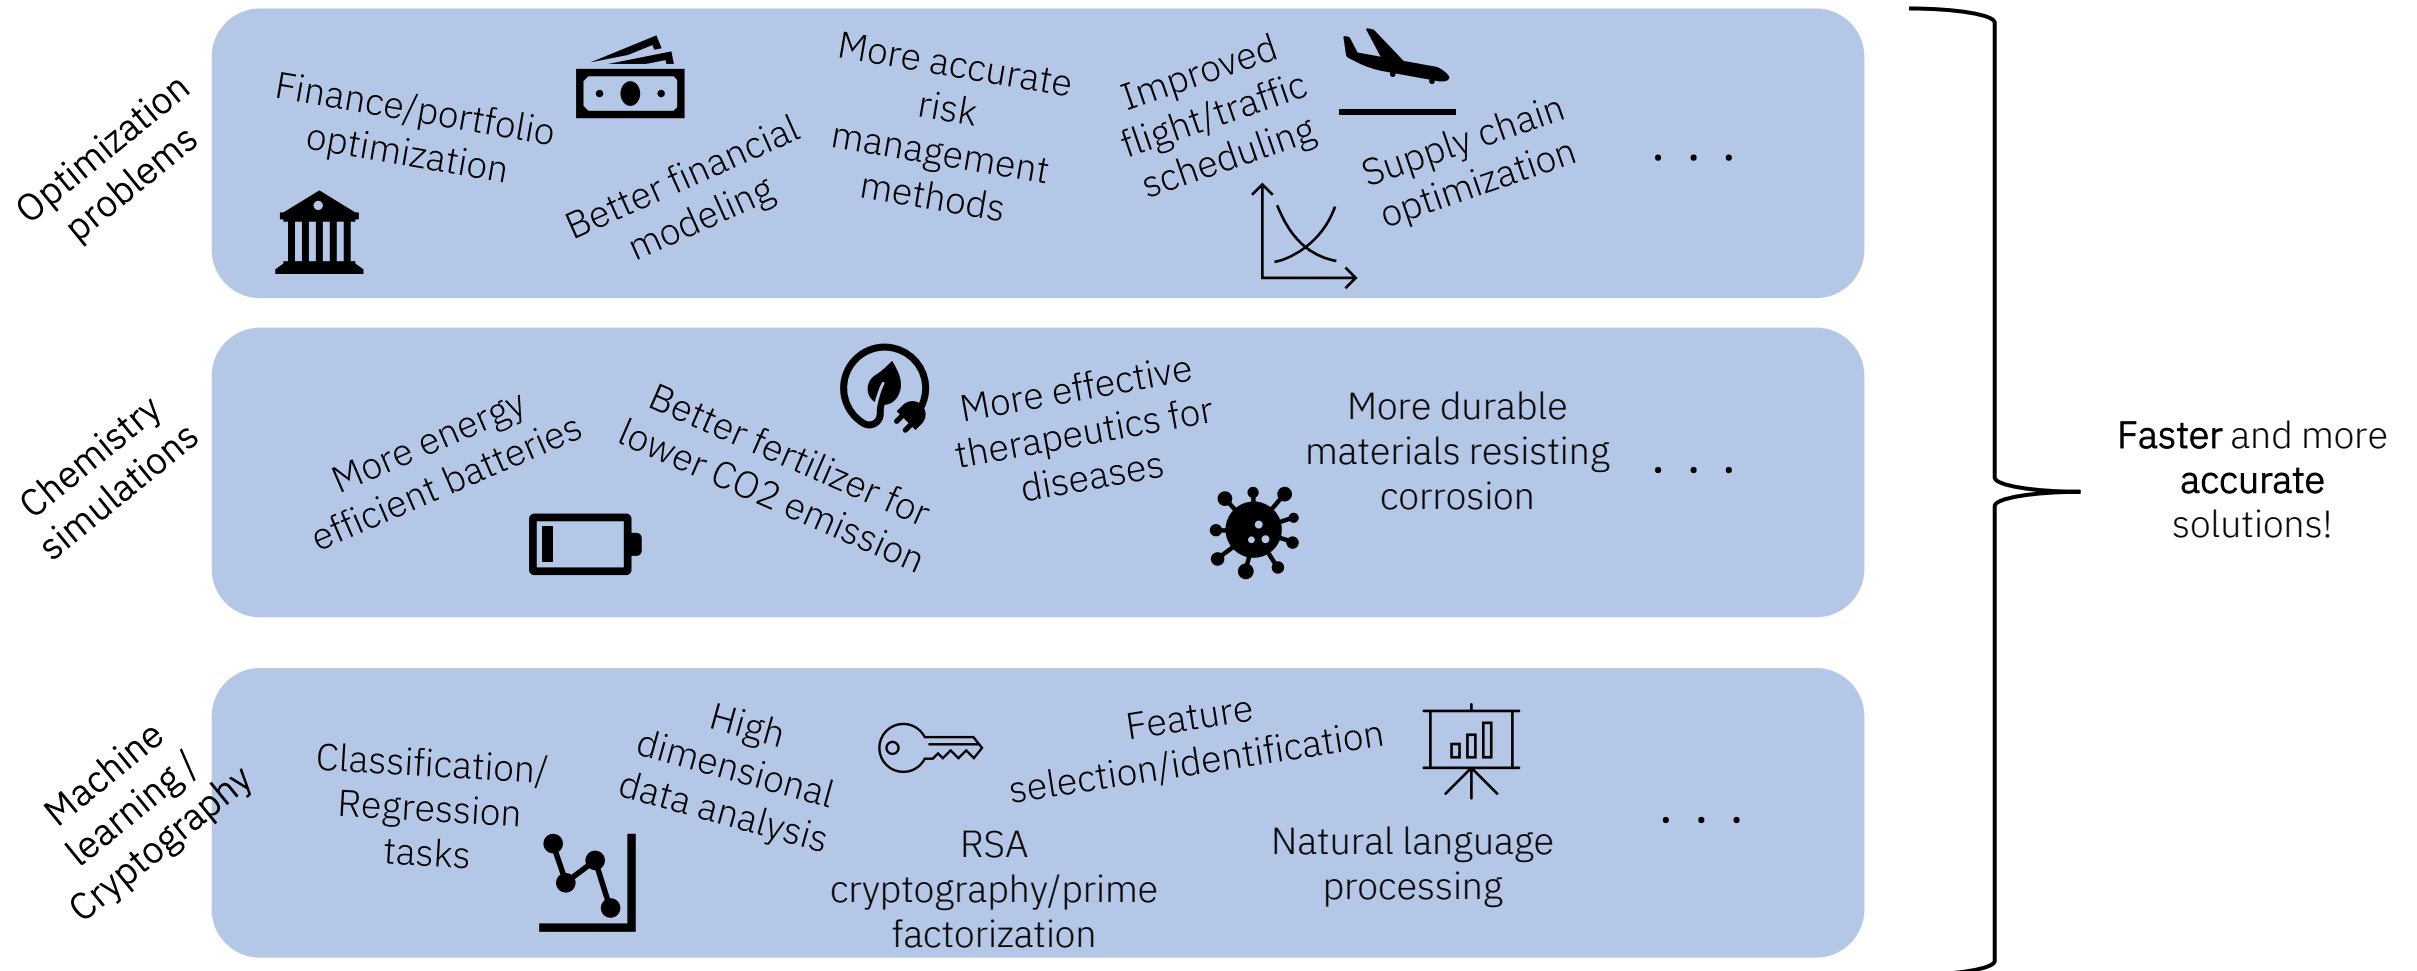 Optimization
problems
Finance/portfolio
optimization
Better financial
modeling
More accurate
risk
management
methods
Improved
flight/traffic
scheduling
Supply chain
optimization
. . .
Chemistry
simulations
More energy
efficient batteries
Better fertilizer for
lower CO2 emission
More effective
therapeutics for
diseases
More durable
materials resisting
corrosion
. . .
Machine
learning /
Cryptography
Classification/
Regression
tasks
High
dimensional
data analysis
RSA
cryptography/prime
factorization
Feature
selection/identification
Natural language
processing
. . .
Faster and more
accurate
solutions!